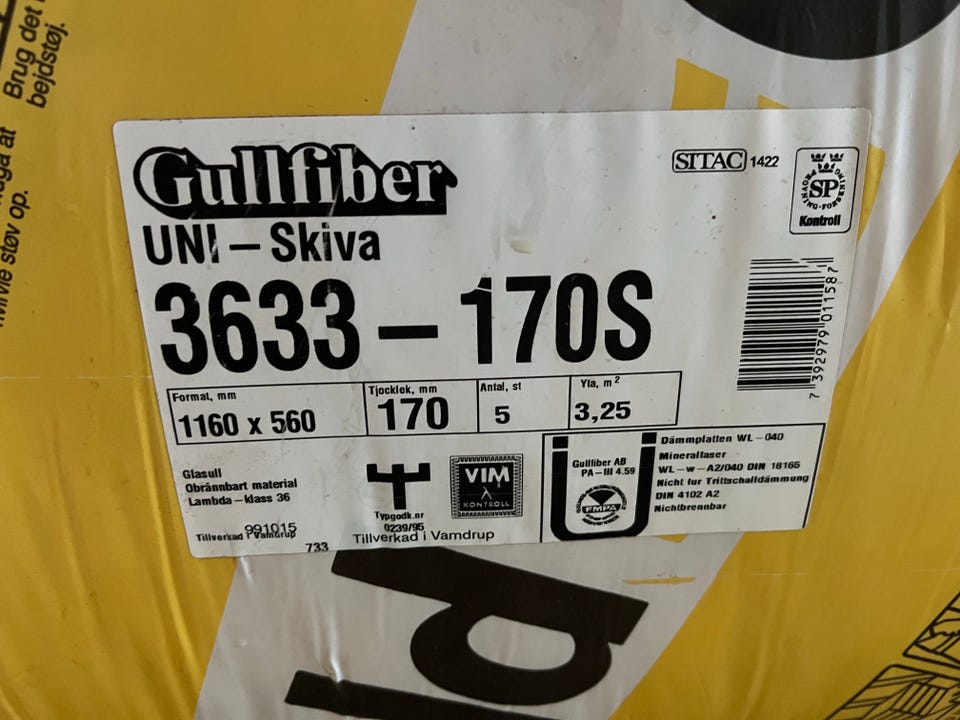 Brug det
bejdstøj.
støv op.
Gullfiber
UNI – Skiva
3633 – 170S
SITAC 1422
SP
Kontroll
7 392979 011587
Format, mm
1160 x 560
Tjocklek, mm
170
Antal, st
5
Yta, m²
3,25
Glasull
Obrännbart material
Lambda – klass 36
991015
Tillverkad i Vamdrup
733
Typgodk.nr
0239/95
Tillverkad i Vamdrup
VIM
KONTROLL
Ü
Gullfiber AB
PA – III 4.59
FMPA
Dämmplatten WL – 040
Mineralfaser
WL – w – A2/040 DIN 18165
Nicht fur Trittschalldämmung
DIN 4102 A2
Nichtbrennbar